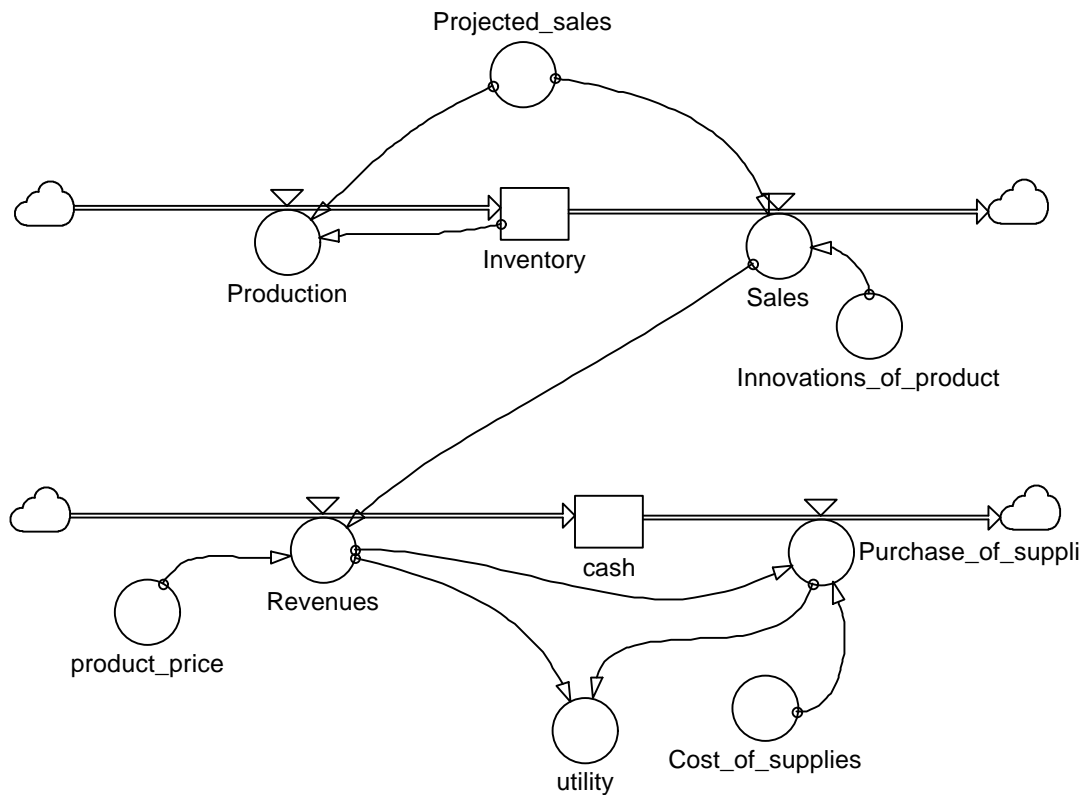 Projected_sales
Inventory
Production
Sales
Innovations_of_product
Purchase_of_suppli
cash
Revenues
product_price
Cost_of_supplies
utility